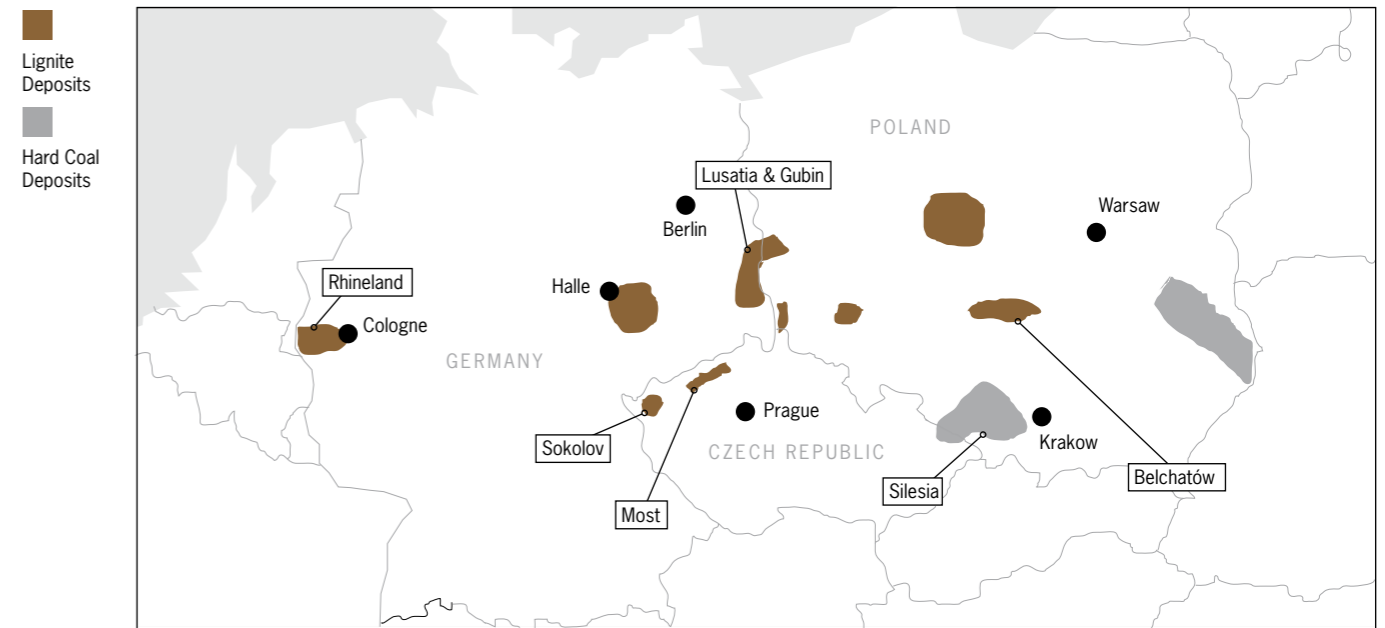 Lignite
Deposits
Hard Coal
Deposits
POLAND
Lusatia & Gubin
Berlin
Warsaw
Rhineland
Halle
Cologne
GERMANY
Prague
Sokolov
CZECH REPUBLIC
Krakow
Silesia
Belchatów
Most